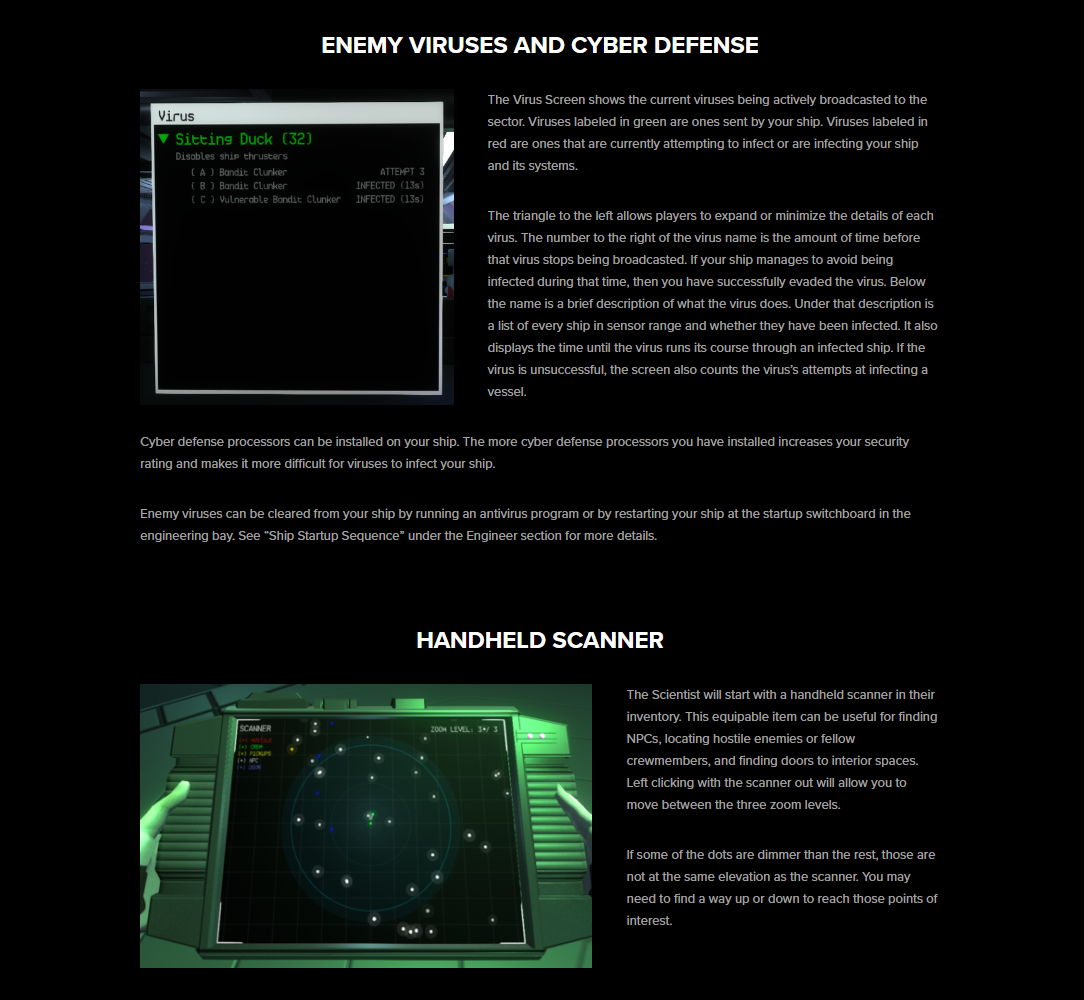 ENEMY VIRUSES AND CYBER DEFENSE
Virus
Sitting Duck (32)
Disables ship thrusters
( A ) Bandit Clunker ATTEMPT 3
( B ) Bandit Clunker INFECTED (13s)
( C ) Vulnerable Bandit Clunker INFECTED (13s)
The Virus Screen shows the current viruses being actively broadcasted to the
sector. Viruses labeled in green are ones sent by your ship. Viruses labeled in
red are ones that are currently attempting to infect or are infecting your ship
and its systems.
The triangle to the left allows players to expand or minimize the details of each
virus. The number to the right of the virus name is the amount of time before
that virus stops being broadcasted. If your ship manages to avoid being
infected during that time, then you have successfully evaded the virus. Below
the name is a brief description of what the virus does. Under that description is
a list of every ship in sensor range and whether they have been infected. It also
displays the time until the virus runs its course through an infected ship. If the
virus is unsuccessful, the screen also counts the virus's attempts at infecting a
vessel.
Cyber defense processors can be installed on your ship. The more cyber defense processors you have installed increases your security
rating and makes it more difficult for viruses to infect your ship.
Enemy viruses can be cleared from your ship by running an antivirus program or by restarting your ship at the startup switchboard in the
engineering bay. See "Ship Startup Sequence" under the Engineer section for more details.
HANDHELD SCANNER
SCANNER
ZOOM LEVEL: 3 / 3
(+) HOSTILE
(+) CREW
(+) PICKUPS
(+) NPC
(+) DOOR
The Scientist will start with a handheld scanner in their
inventory. This equipable item can be useful for finding
NPCs, locating hostile enemies or fellow
crewmembers, and finding doors to interior spaces.
Left clicking with the scanner out will allow you to
move between the three zoom levels.
If some of the dots are dimmer than the rest, those are
not at the same elevation as the scanner. You may
need to find a way up or down to reach those points of
interest.